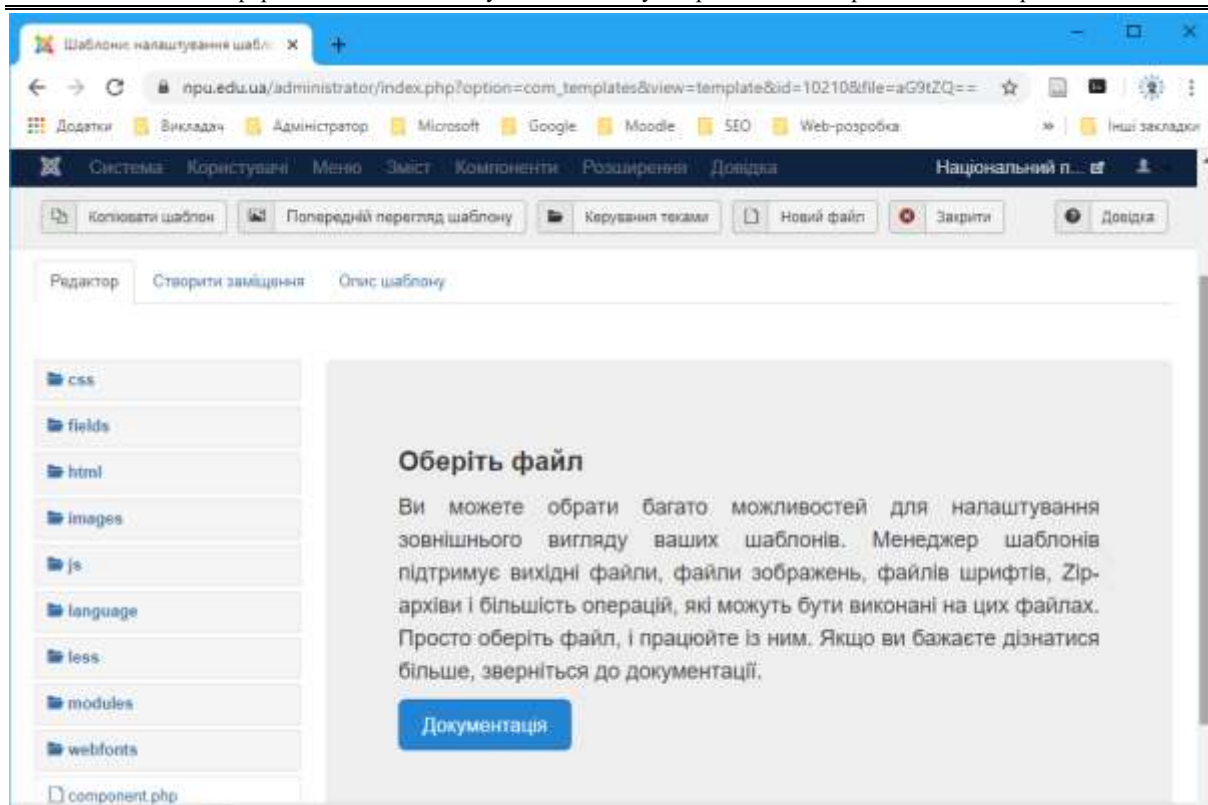 Шаблони: налаштування шабл
npu.edu.ua/administrator/index.php?option=com_templates&view=template&id=10210&file=aG9tZQ==
Додатки Викладач Адміністратор Microsoft Google Moodle SEO Web-розробка » Інші закладки
Система Користувачі Меню Зміст Компоненти Розширення Довідка Національний п...
Копіювати шаблон Попередній перегляд шаблону Керування теками Новий файл Закрити Довідка
Редактор Створити заміщення Опис шаблону
css
fields
html
images
js
language
less
modules
webfonts
component.php
Оберіть файл
Ви можете обрати багато можливостей для налаштування
зовнішнього вигляду ваших шаблонів. Менеджер шаблонів
підтримує вихідні файли, файли зображень, файлів шрифтів, Zip-
архіви і більшість операцій, які можуть бути виконані на цих файлах.
Просто оберіть файл, і працюйте із ним. Якщо ви бажаєте дізнатися
більше, зверніться до документації.
Документація